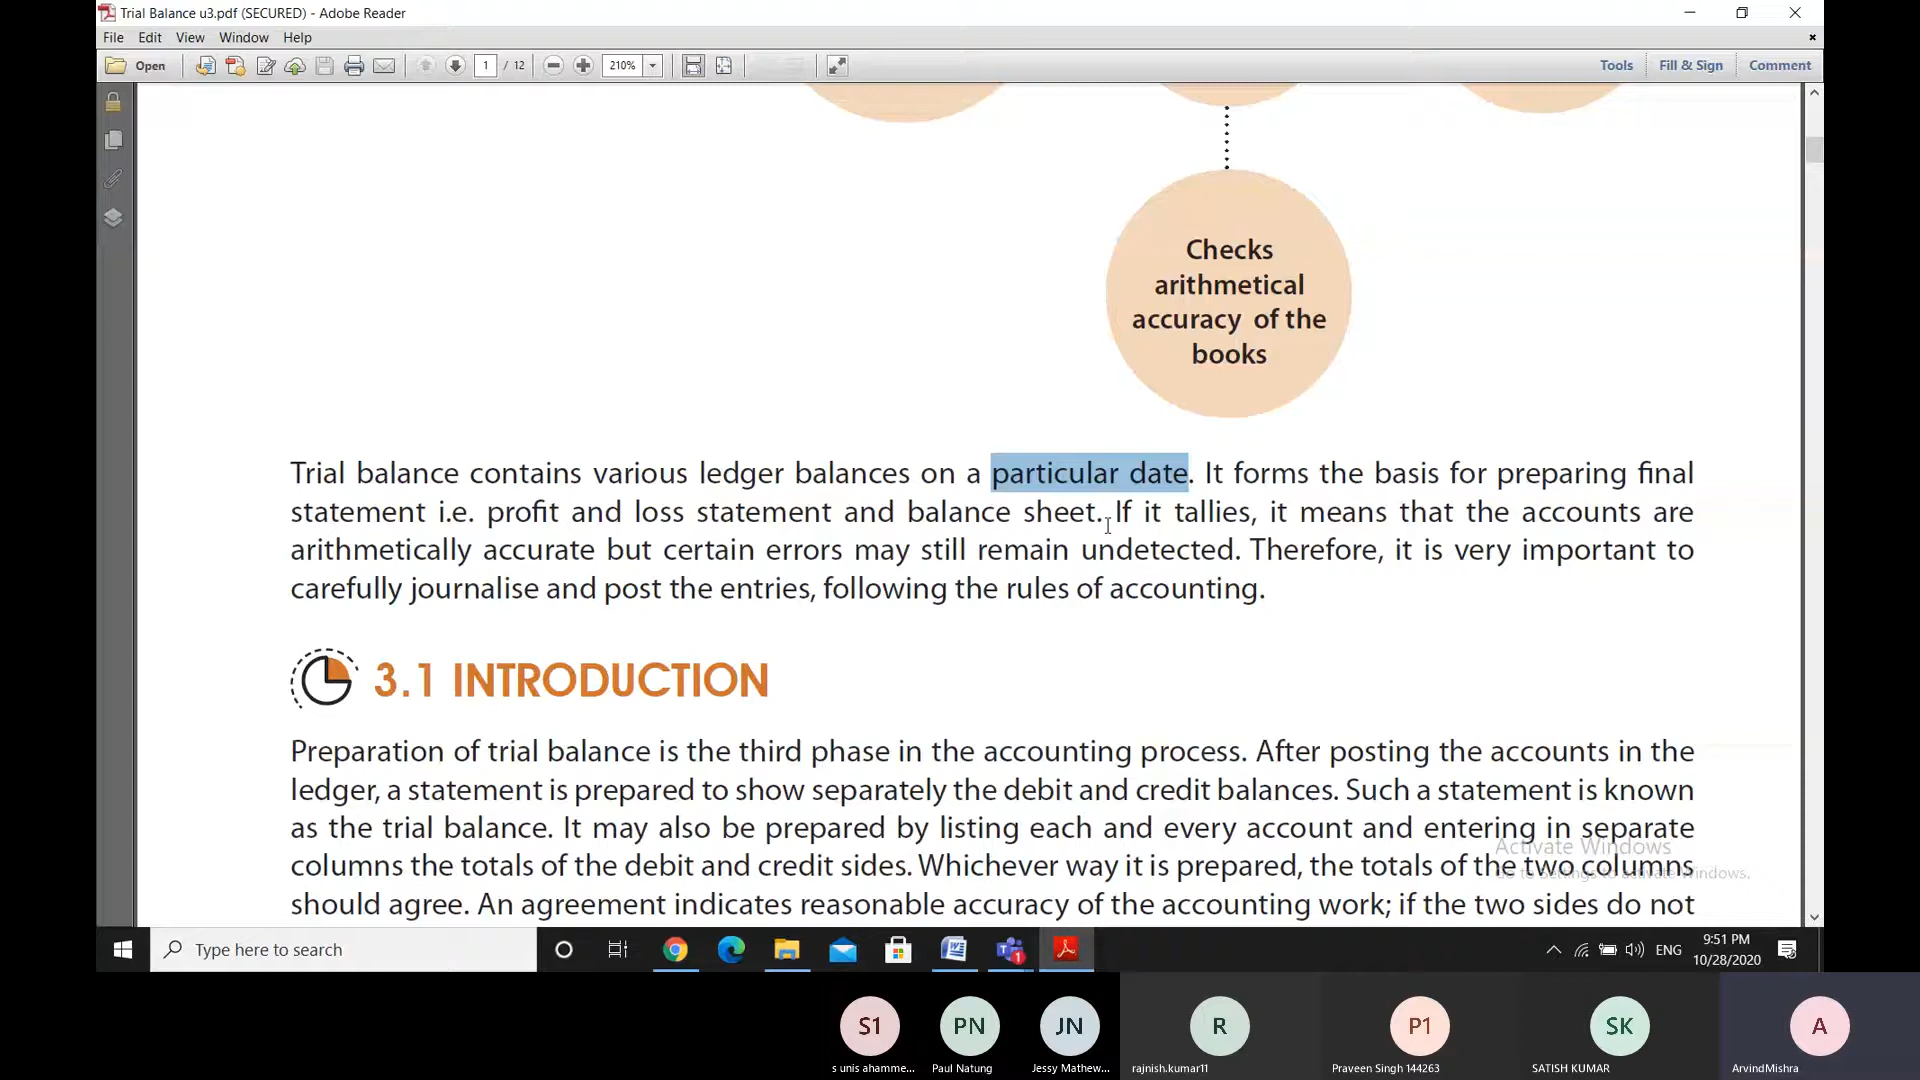 Trial Balance u3.pdf (SECURED) - Adobe Reader
File Edit View Window Help
Open 1 / 12 210% Tools Fill & Sign Comment
Checks
arithmetical
accuracy of the
books
Trial balance contains various ledger balances on a particular date. It forms the basis for preparing final
statement i.e. profit and loss statement and balance sheet. If it tallies, it means that the accounts are
arithmetically accurate but certain errors may still remain undetected. Therefore, it is very important to
carefully journalise and post the entries, following the rules of accounting.
3.1 INTRODUCTION
Preparation of trial balance is the third phase in the accounting process. After posting the accounts in the
ledger, a statement is prepared to show separately the debit and credit balances. Such a statement is known
as the trial balance. It may also be prepared by listing each and every account and entering in separate
columns the totals of the debit and credit sides. Whichever way it is prepared, the totals of the two columns
should agree. An agreement indicates reasonable accuracy of the accounting work; if the two sides do not
Activate Windows
Go to Settings to activate Windows.
Type here to search
1
ENG
9:51 PM
10/28/2020
S1 PN JN R P1 SK A
s unis ahamme... Paul Natung Jessy Mathew... rajnish.kumar11 Praveen Singh 144263 SATISH KUMAR ArvindMishra